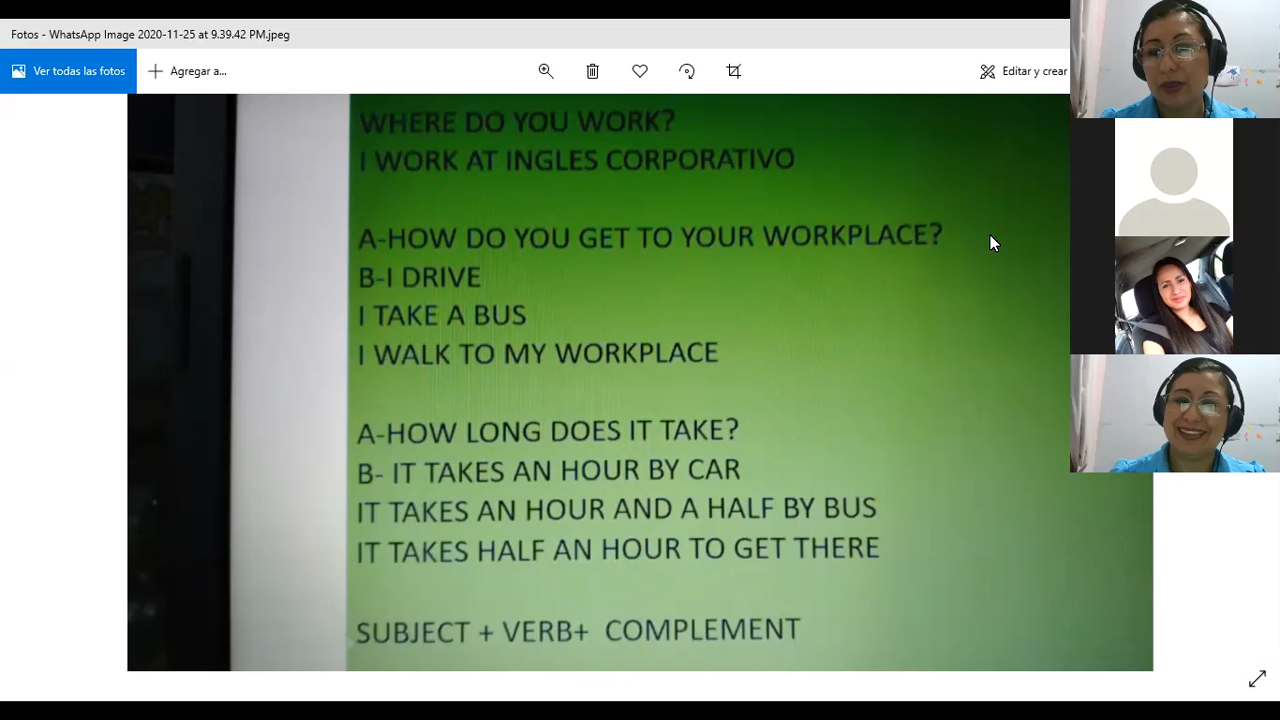 Fotos - WhatsApp Image 2020-11-25 at 9.39.42 PM.jpeg
Ver todas las fotos
Agregar a...
Editar y crear
WHERE DO YOU WORK?
I WORK AT INGLES CORPORATIVO
A-HOW DO YOU GET TO YOUR WORKPLACE?
B-I DRIVE
I TAKE A BUS
I WALK TO MY WORKPLACE
A-HOW LONG DOES IT TAKE?
B- IT TAKES AN HOUR BY CAR
IT TAKES AN HOUR AND A HALF BY BUS
IT TAKES HALF AN HOUR TO GET THERE
SUBJECT + VERB+ COMPLEMENT